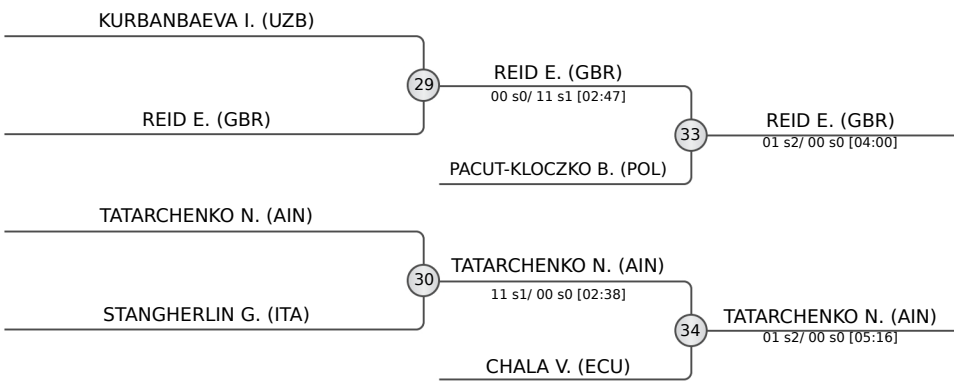 KURBANBAEVA I. (UZB)
29
REID E. (GBR)
REID E. (GBR)
00 s0/ 11 s1 [02:47]
33
REID E. (GBR)
01 s2/ 00 s0 [04:00]
PACUT-KLOCZKO B. (POL)
TATARCHENKO N. (AIN)
30
STANGHERLIN G. (ITA)
TATARCHENKO N. (AIN)
11 s1/ 00 s0 [02:38]
34
TATARCHENKO N. (AIN)
01 s2/ 00 s0 [05:16]
CHALA V. (ECU)